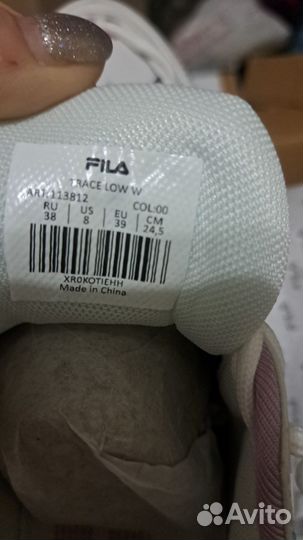 FILA
TRACE LOW W
ART:113812 COL:00
RU US EU CM
38 8 39 24,5
XR0KOTIEHH
Made in China
Avito